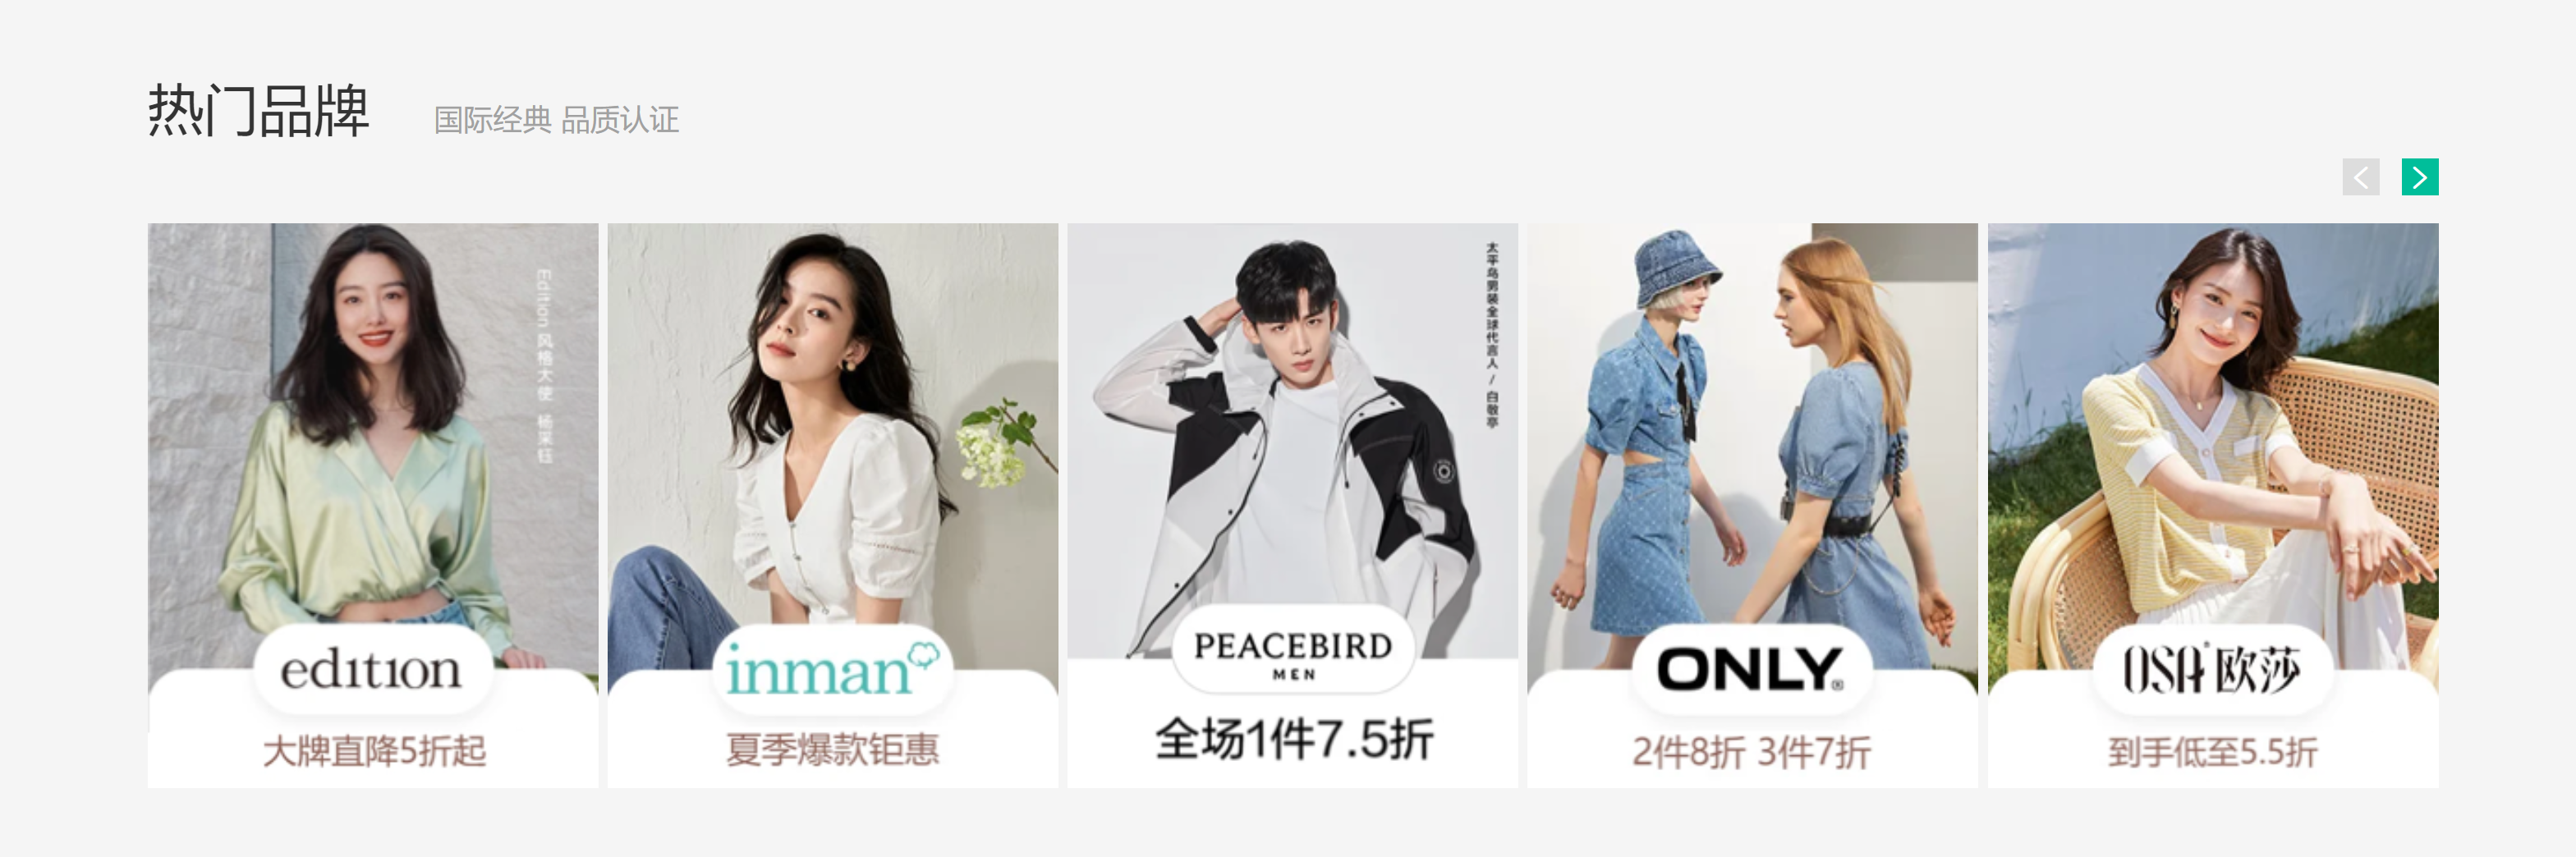 热门品牌
国际经典 品质认证
Edition 风格大使 杨采钰
edition
大牌直降5折起
inman
夏季爆款钜惠
太平鸟男装全球代言人 / 白敬亭
PEACEBIRD
MEN
全场1件7.5折
ONLY®
2件8折 3件7折
OSA®欧莎
到手低至5.5折